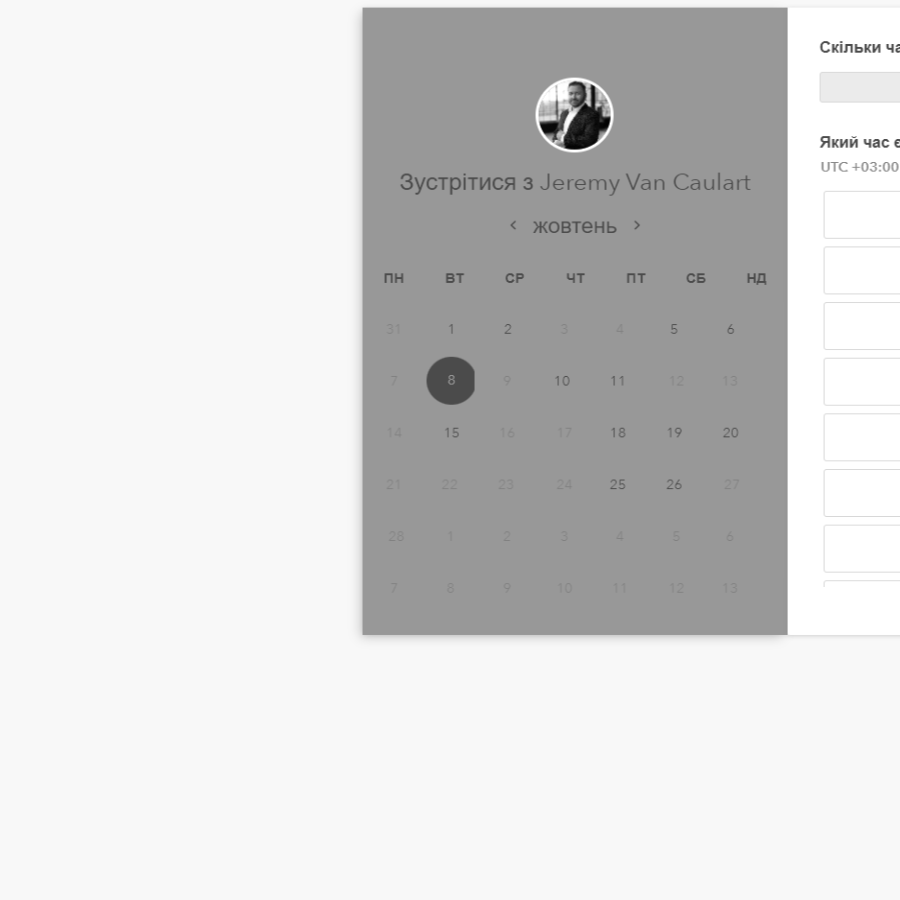 Зустрітися з Jeremy Van Caulart
жовтень
ПН ВТ СР ЧТ ПТ СБ НД
31 1 2 3 4 5 6
7 8 9 10 11 12 13
14 15 16 17 18 19 20
21 22 23 24 25 26 27
28 1 2 3 4 5 6
7 8 9 10 11 12 13
Скільки ча
Який час є
UTC +03:00